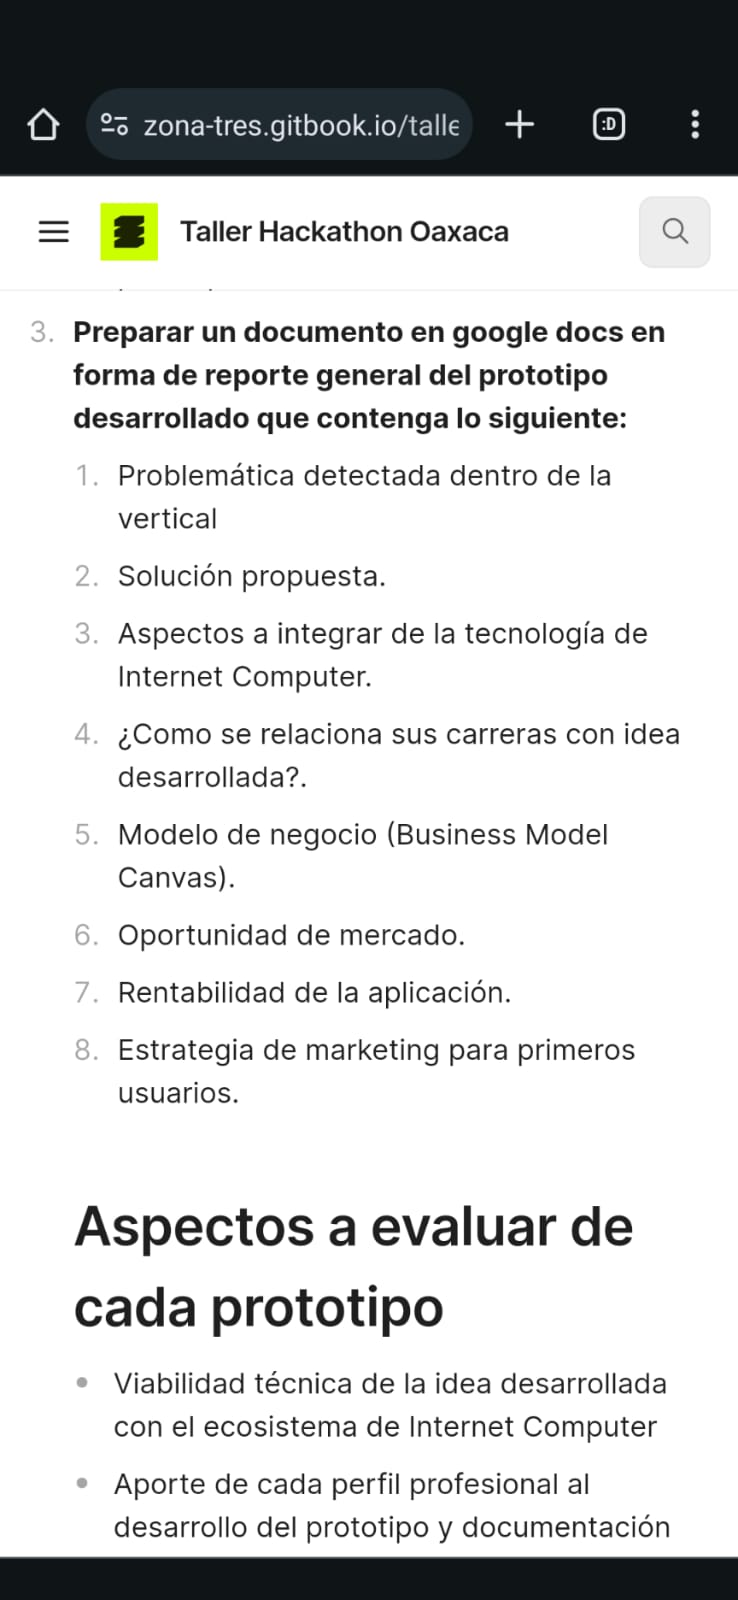 zona-tres.gitbook.io/talle
:D
Taller Hackathon Oaxaca
3. Preparar un documento en google docs en
forma de reporte general del prototipo
desarrollado que contenga lo siguiente:
1. Problemática detectada dentro de la
vertical
2. Solución propuesta.
3. Aspectos a integrar de la tecnología de
Internet Computer.
4. ¿Como se relaciona sus carreras con idea
desarrollada?.
5. Modelo de negocio (Business Model
Canvas).
6. Oportunidad de mercado.
7. Rentabilidad de la aplicación.
8. Estrategia de marketing para primeros
usuarios.
Aspectos a evaluar de
cada prototipo
• Viabilidad técnica de la idea desarrollada
con el ecosistema de Internet Computer
• Aporte de cada perfil profesional al
desarrollo del prototipo y documentación